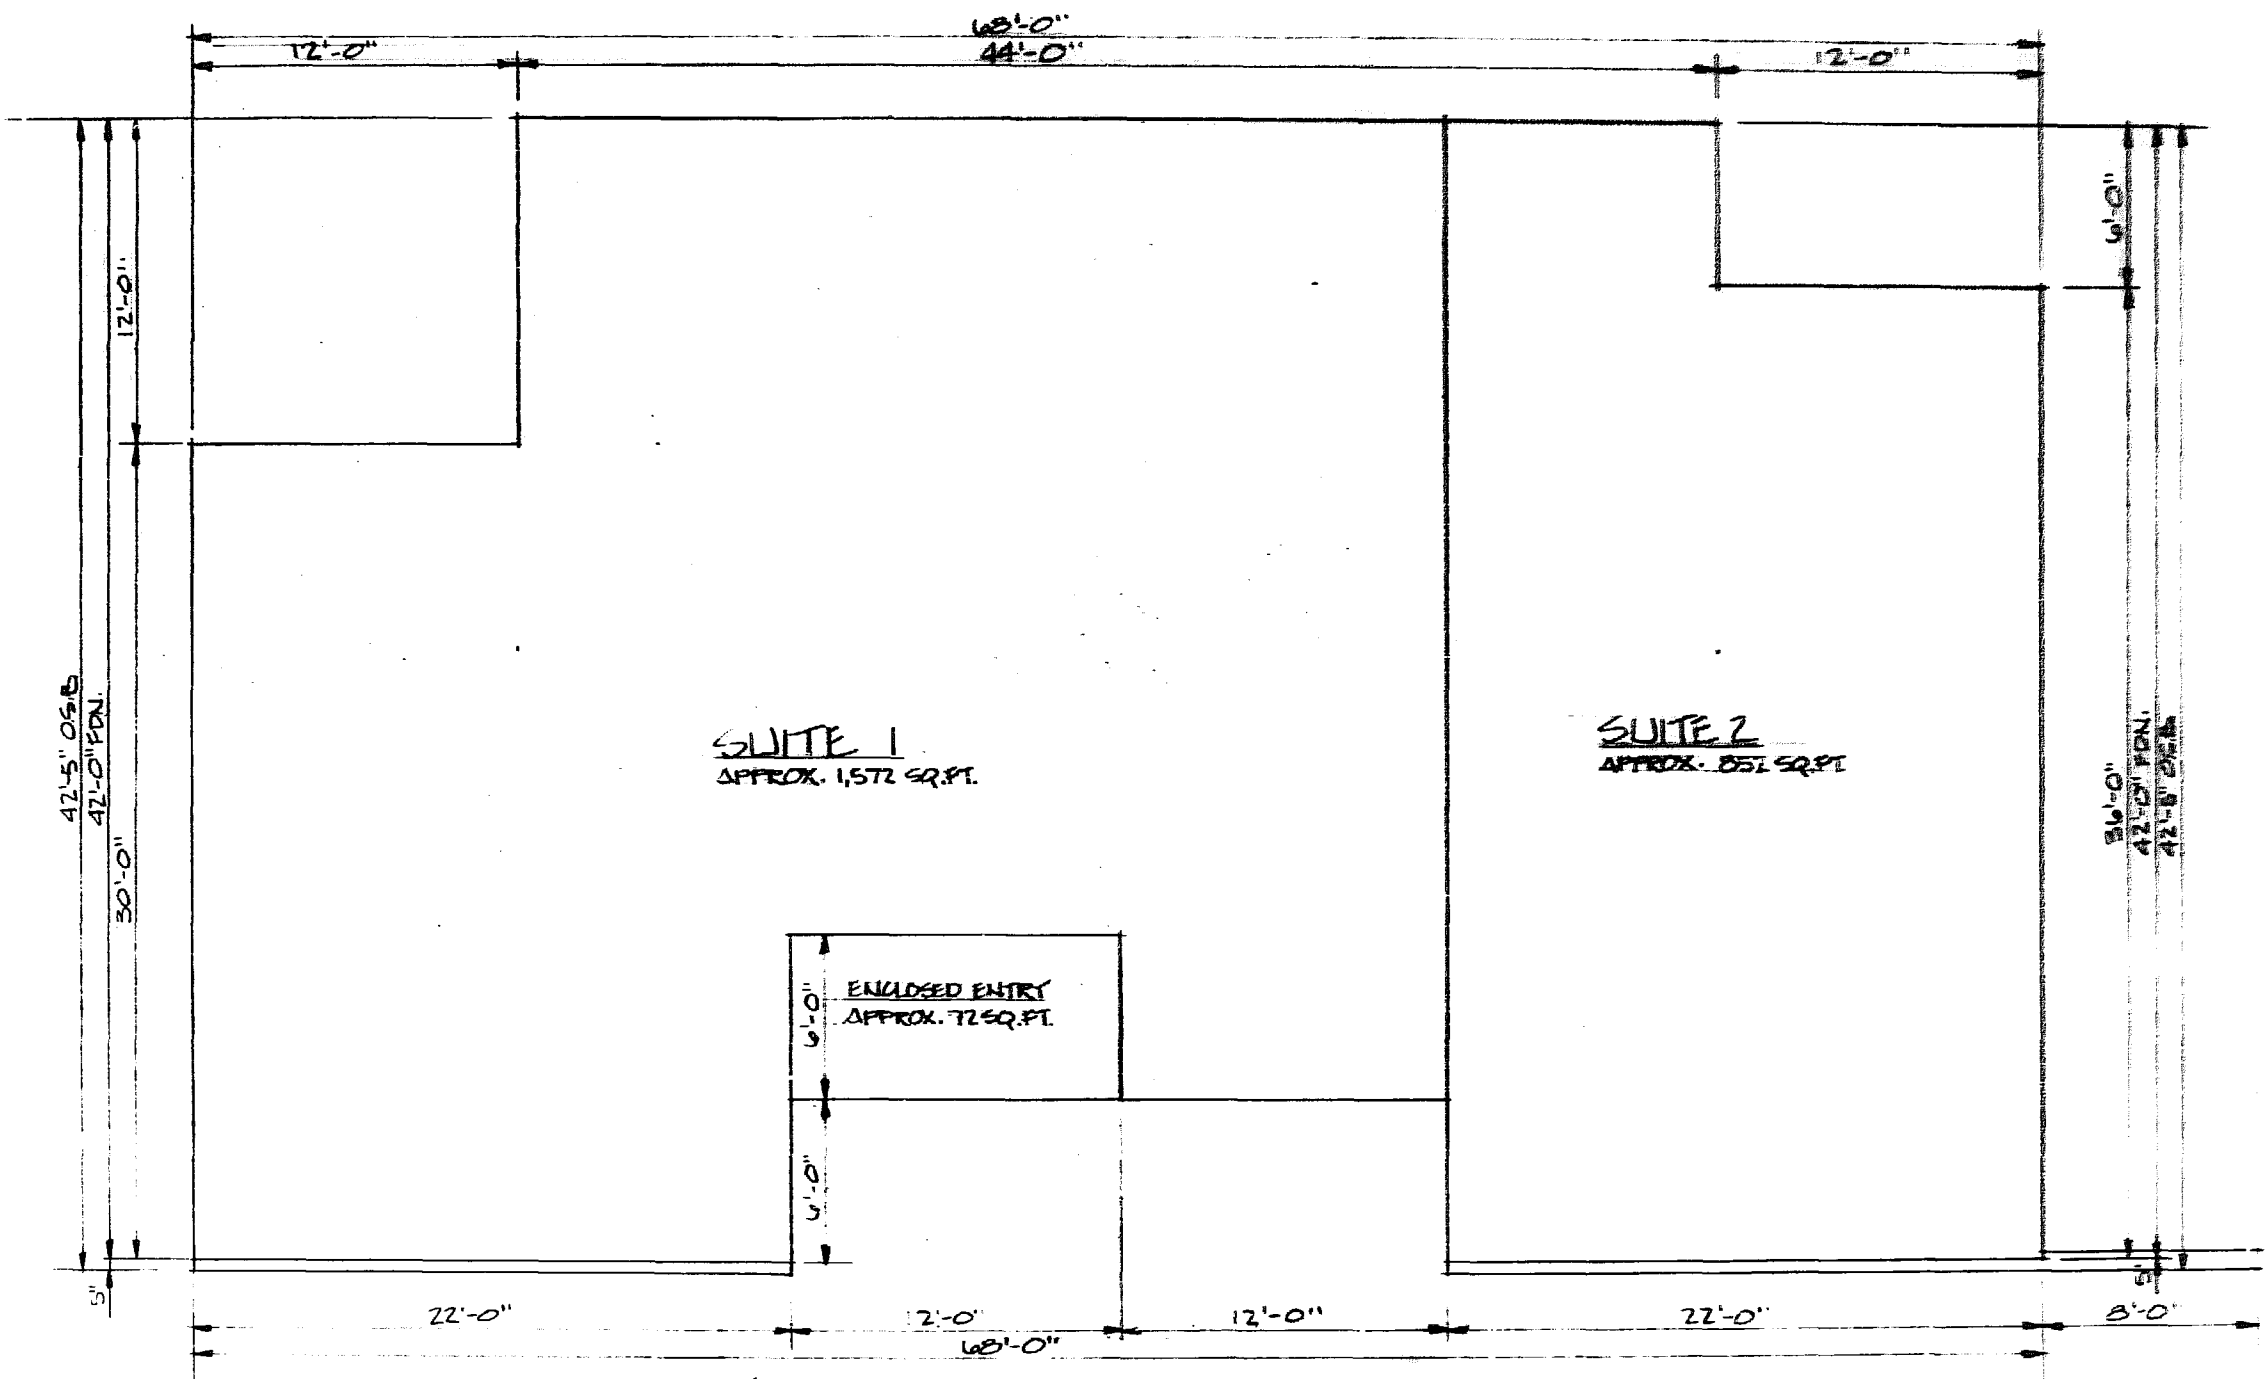 68'-0"
12'-0"
44'-0"
12'-0"
6'-0"
12'-0"
42'-5" O.S.B
42'-0" FDN.
30'-0"
SUITE 1
APPROX. 1,572 SQ.FT.
SUITE 2
APPROX. SQ.FT
36'-0"
42'-0" FDN.
ENCLOSED ENTRY
APPROX. 72 SQ.FT.
6'-0"
6'-0"
5"
5"
22'-0"
12'-0"
12'-0"
22'-0"
8'-0"
68'-0"